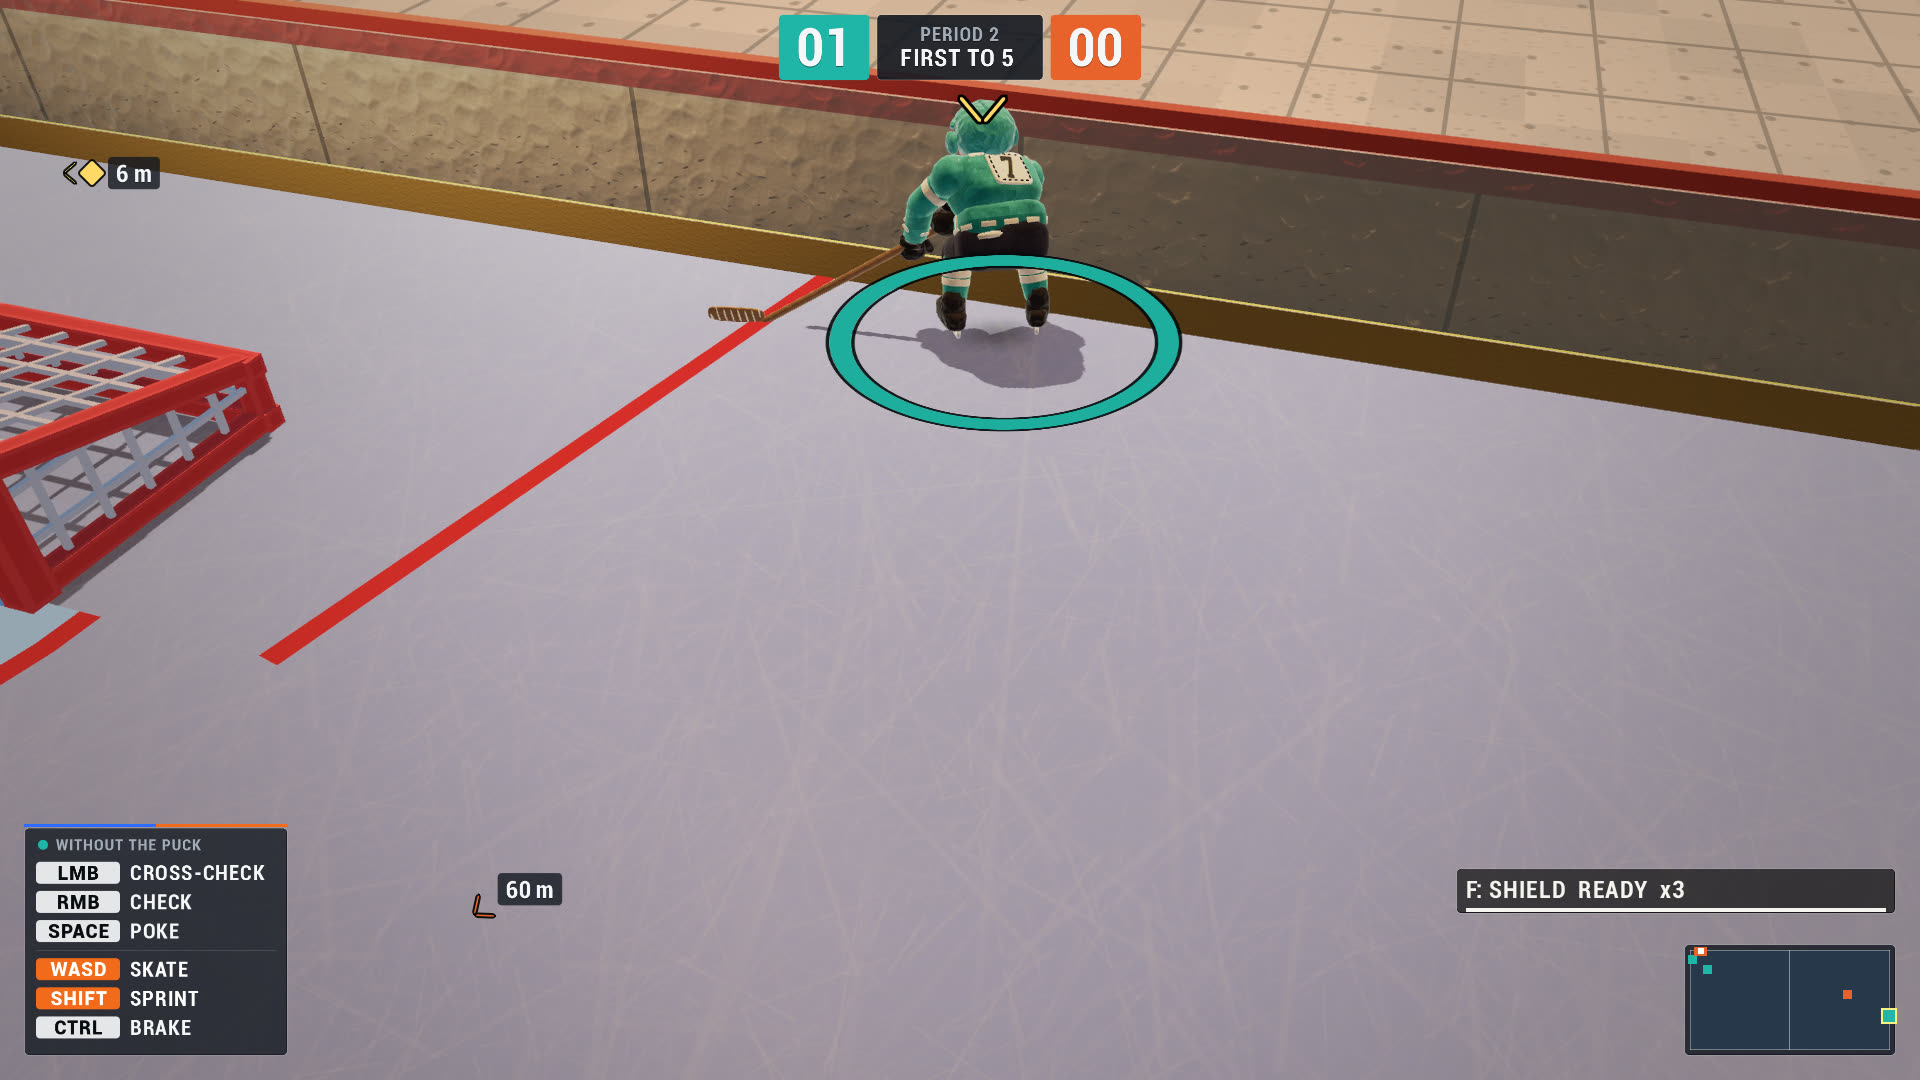 01
PERIOD 2
FIRST TO 5
00
7
6 m
60 m
WITHOUT THE PUCK
LMB CROSS-CHECK
RMB CHECK
SPACE POKE
WASD SKATE
SHIFT SPRINT
CTRL BRAKE
F: SHIELD READY x3